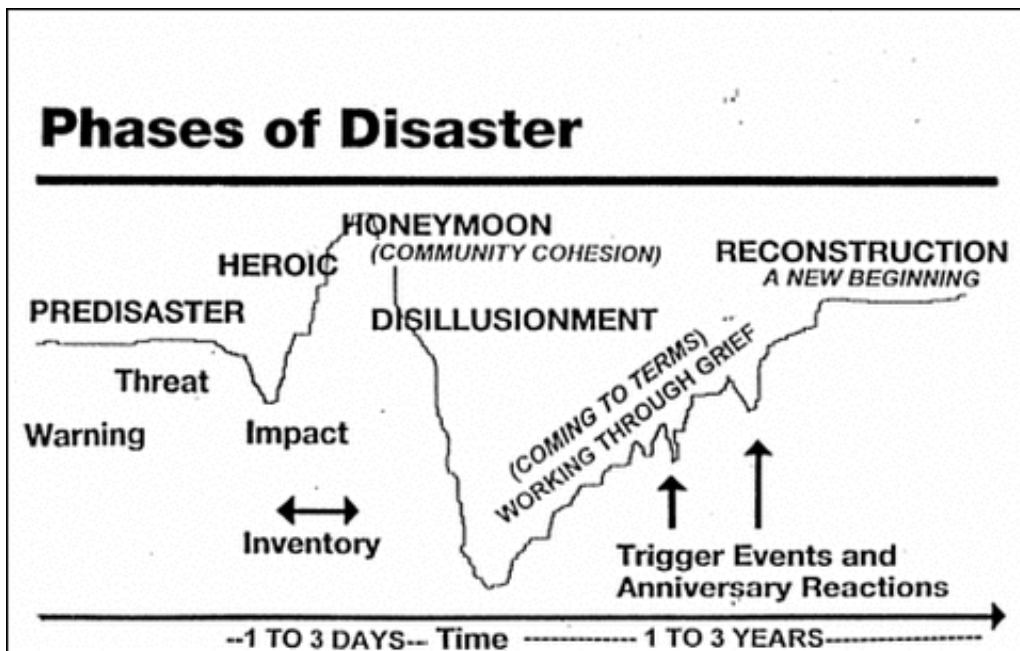 Phases of Disaster
HONEYMOON
(COMMUNITY COHESION)
HEROIC
RECONSTRUCTION
A NEW BEGINNING
PREDISASTER
DISILLUSIONMENT
Threat
Warning
Impact
(COMING TO TERMS)
WORKING THROUGH GRIEF
Inventory
Trigger Events and
Anniversary Reactions
--1 TO 3 DAYS-- Time ----------- 1 TO 3 YEARS---------------